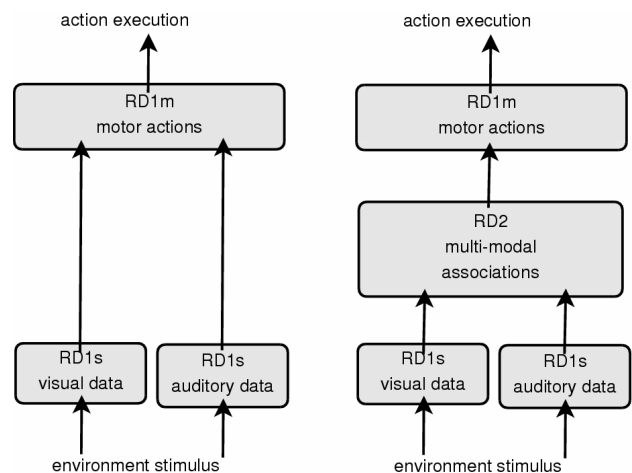 action execution
RD1m
motor actions
RD1s
visual data
RD1s
auditory data
environment stimulus
action execution
RD1m
motor actions
RD2
multi-modal
associations
RD1s
visual data
RD1s
auditory data
environment stimulus